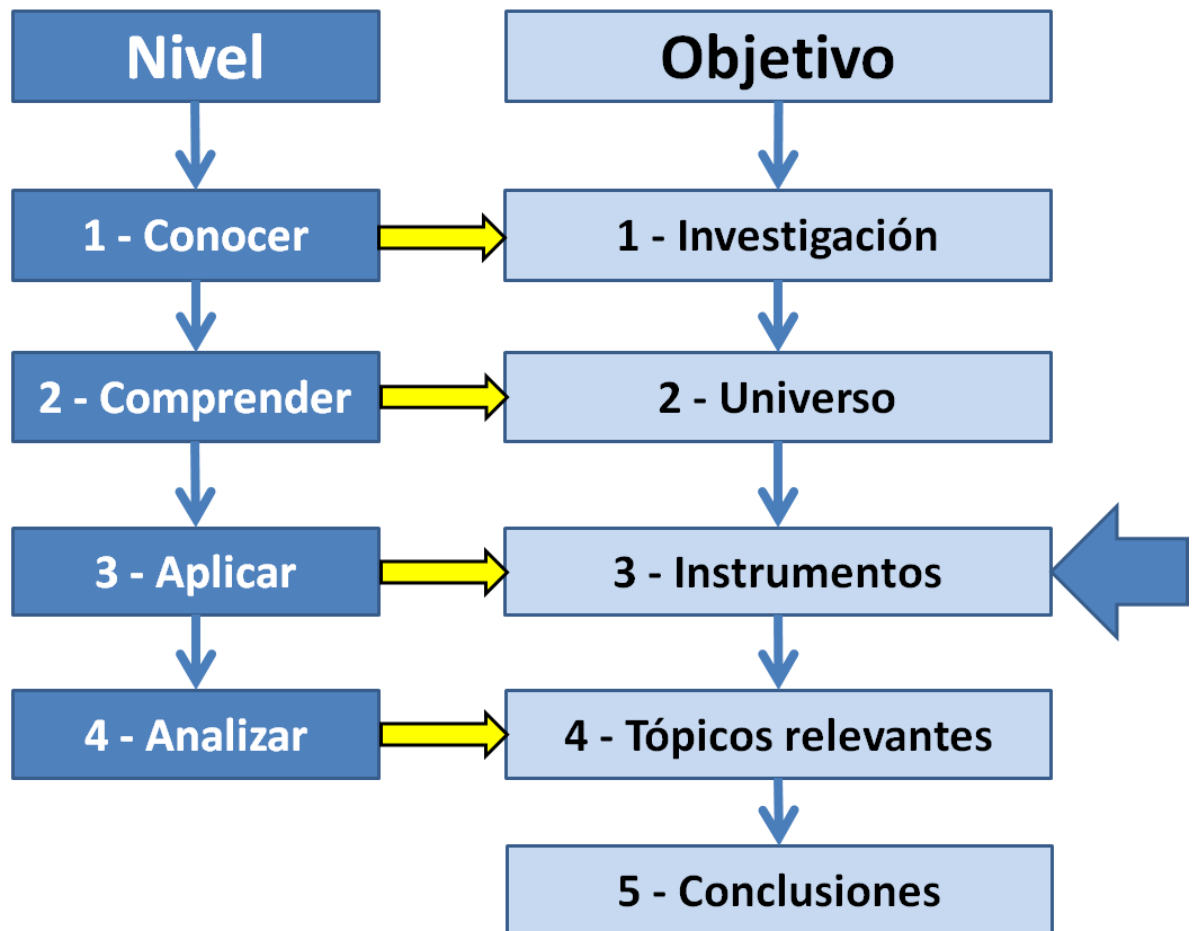 Nivel
Objetivo
1 - Conocer
1 - Investigación
2 - Comprender
2 - Universo
3 - Aplicar
3 - Instrumentos
4 - Analizar
4 - Tópicos relevantes
5 - Conclusiones